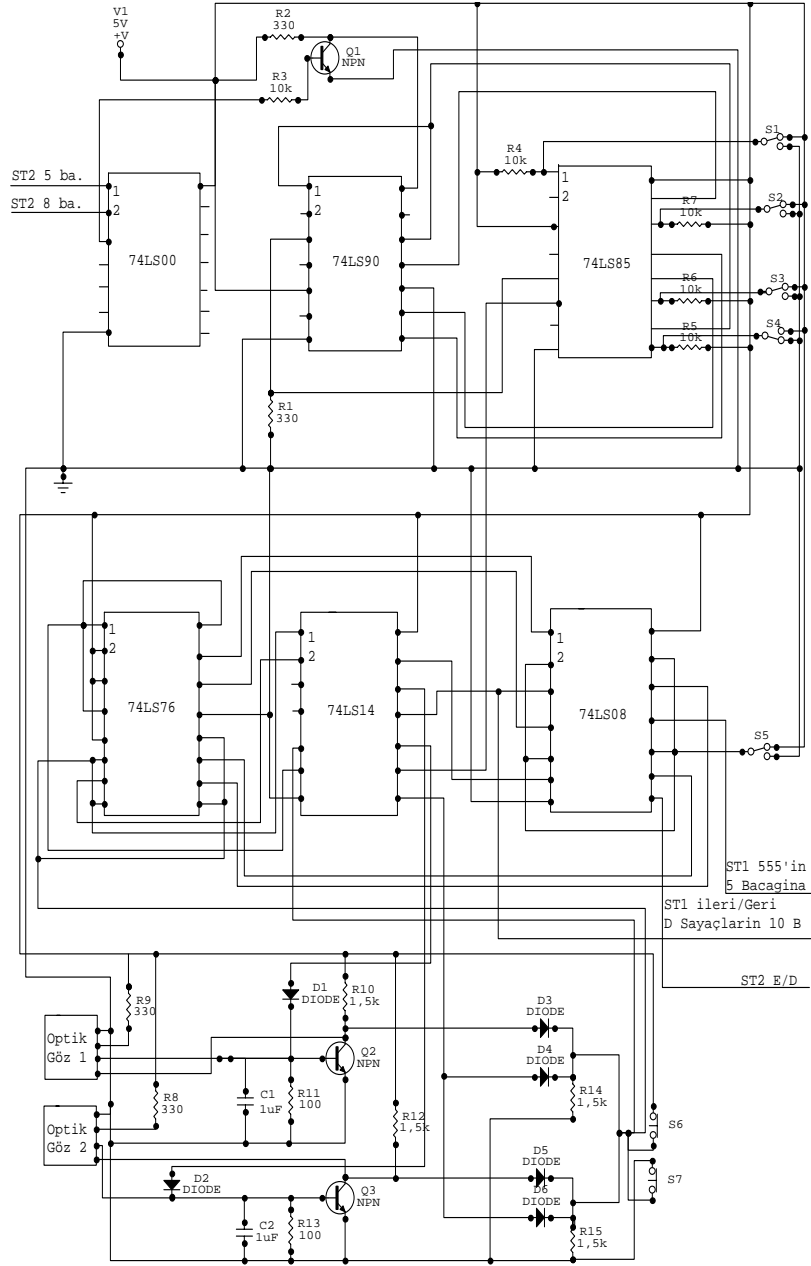 V1
5V
+V
R2
330
Q1
NPN
R3
10k
S1
R4
10k
ST2 5 ba.
ST2 8 ba.
1
2
74LS00
1
2
74LS90
1
2
74LS85
R7
10k
S2
R6
10k
S3
R5
10k
S4
R1
330
1
2
74LS76
1
2
74LS14
1
2
74LS08
S5
ST1 555'in
5 Bacagina
ST1 ileri/Geri
D Sayaçlarin 10 B
ST2 E/D
R9
330
D1
DIODE
R10
1,5k
D3
DIODE
Optik
Göz 1
Q2
NPN
D4
DIODE
R8
330
C1
1uF
R11
100
R12
1,5k
R14
1,5k
S6
Optik
Göz 2
D2
DIODE
Q3
NPN
D5
DIODE
D6
DIODE
S7
C2
1uF
R13
100
R15
1,5k